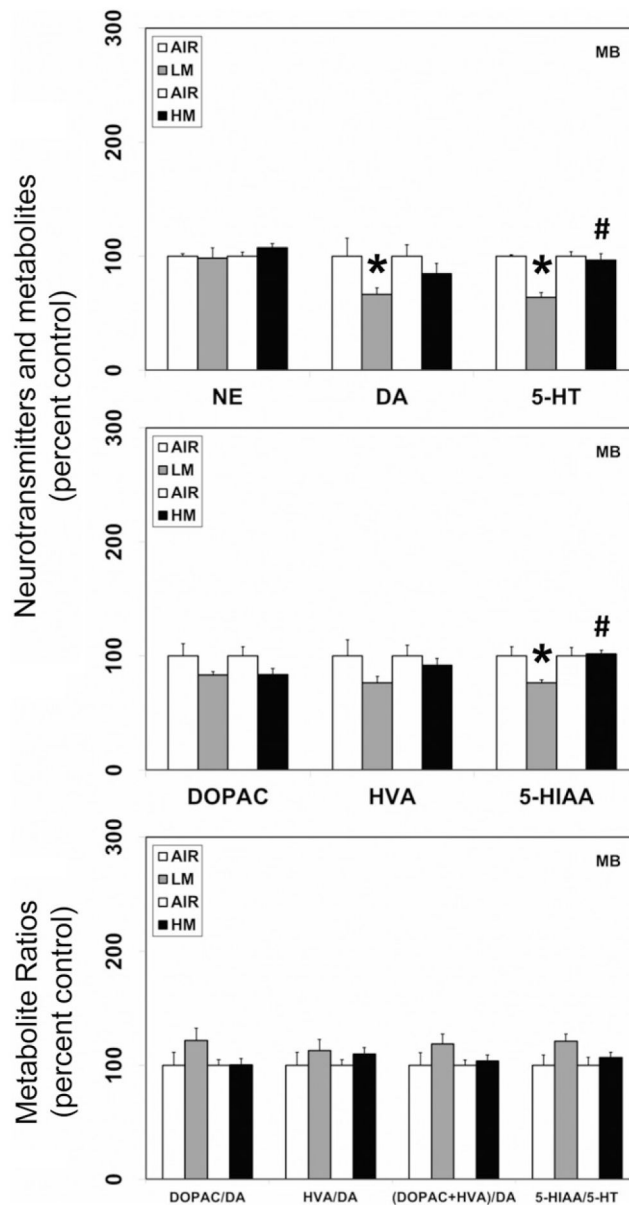 Neurotransmitters and metabolites
(percent control)
300
200
100
0
AIR
LM
AIR
HM
MB
*
*
#
NE DA 5-HT
300
200
100
0
AIR
LM
AIR
HM
MB
*
#
DOPAC HVA 5-HIAA
Metabolite Ratios
(percent control)
300
200
100
0
AIR
LM
AIR
HM
MB
DOPAC/DA HVA/DA (DOPAC+HVA)/DA 5-HIAA/5-HT